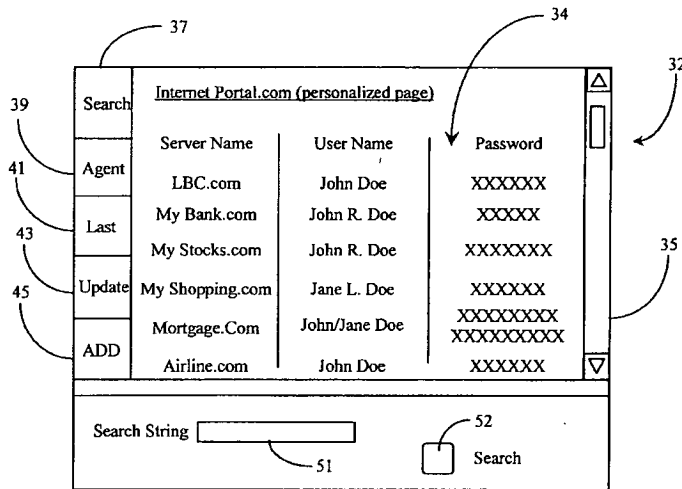 37
34
32
Search
Internet Portal.com (personalized page)
39
Server Name User Name Password
Agent
LBC.com John Doe XXXXXX
41
Last
My Bank.com John R. Doe XXXXX
43
My Stocks.com John R. Doe XXXXXXX
35
Update
My Shopping.com Jane L. Doe XXXXXX
45
Mortgage.Com John/Jane Doe XXXXXXXX
XXXXXXXXX
ADD
Airline.com John Doe XXXXXX
Search String
52
51
Search